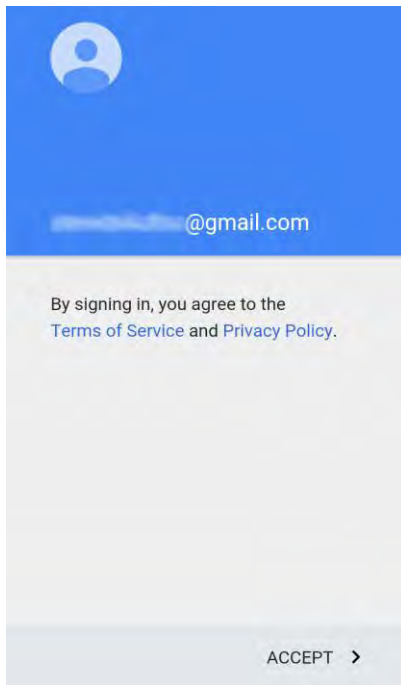 @gmail.com
By signing in, you agree to the
Terms of Service and Privacy Policy.
ACCEPT